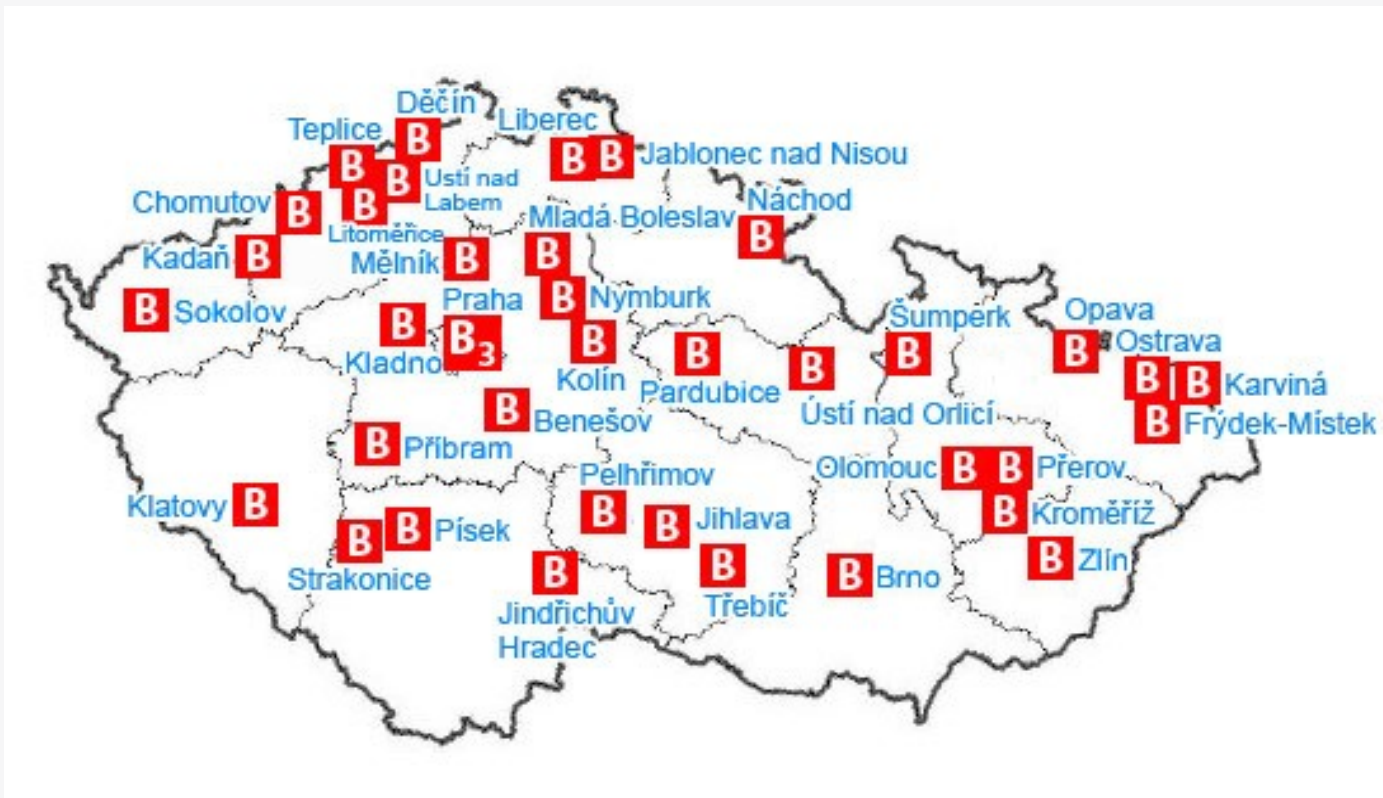 Děčín
B
Teplice
B
Liberec
B
B
Jablonec nad Nisou
B
Ustí nad
Labem
Chomutov
B
B
Litoměřice
Mladá Boleslav
B
Náchod
B
Kadaň
B
Mělník
B
Sokolov
B
Praha
B3
B
Nymburk
Kladno
B
B
Kolín
Pardubice
B
B
Ústí nad Orlicí
Šumperk
B
Opava
B
Ostrava
B
B
Karviná
B
Frýdek-Místek
B
Benešov
B
Příbram
Klatovy
B
Pelhřimov
B
B
Jihlava
Olomouc
B
B
Přerov
B
Kroměříž
B
Zlín
B
B
Písek
Strakonice
B
Jindřichův
Hradec
B
Třebíč
B
Brno